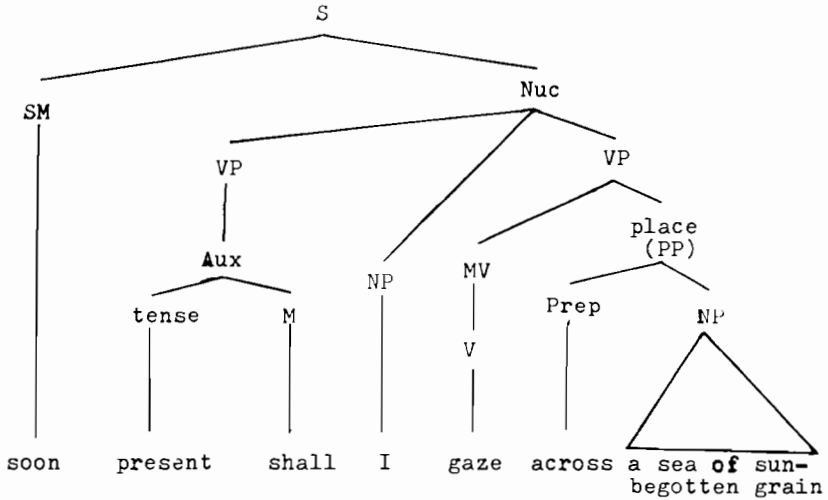 S
Nuc
SM
VP
VP
place
(PP)
Aux
NP
MV
Prep
NP
tense
M
V
soon present shall I gaze across a sea of sun-
begotten grain